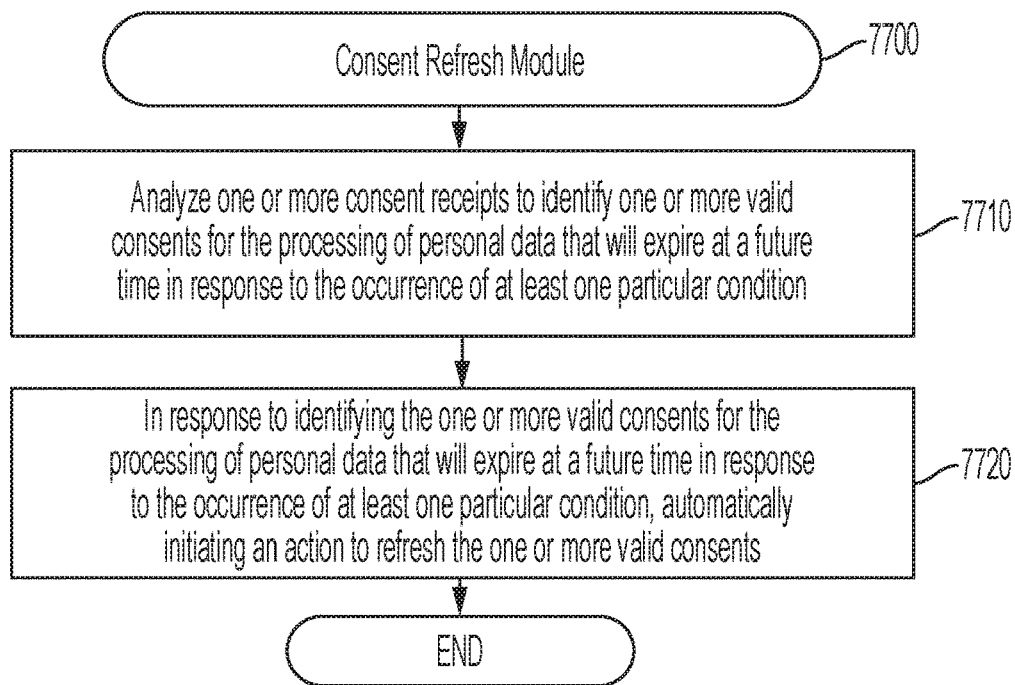 Consent Refresh Module
7700
Analyze one or more consent receipts to identify one or more valid
consents for the processing of personal data that will expire at a future
time in response to the occurrence of at least one particular condition
7710
In response to identifying the one or more valid consents for the
processing of personal data that will expire at a future time in response
to the occurrence of at least one particular condition, automatically
initiating an action to refresh the one or more valid consents
7720
END